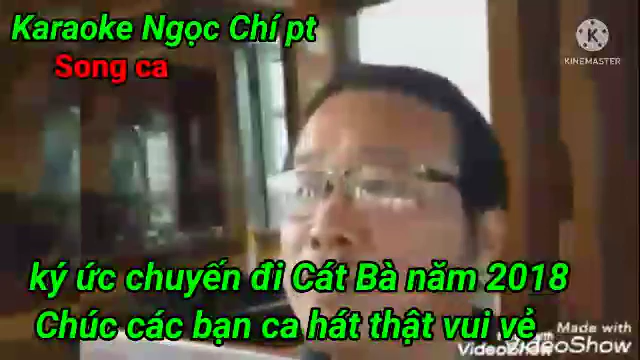 Karaoke Ngọc Chí pt
Song ca
KINEMASTER
ký ức chuyến đi Cát Bà năm 2018
Chúc các bạn ca hát thật vui vẻ
Made with
VideoShow